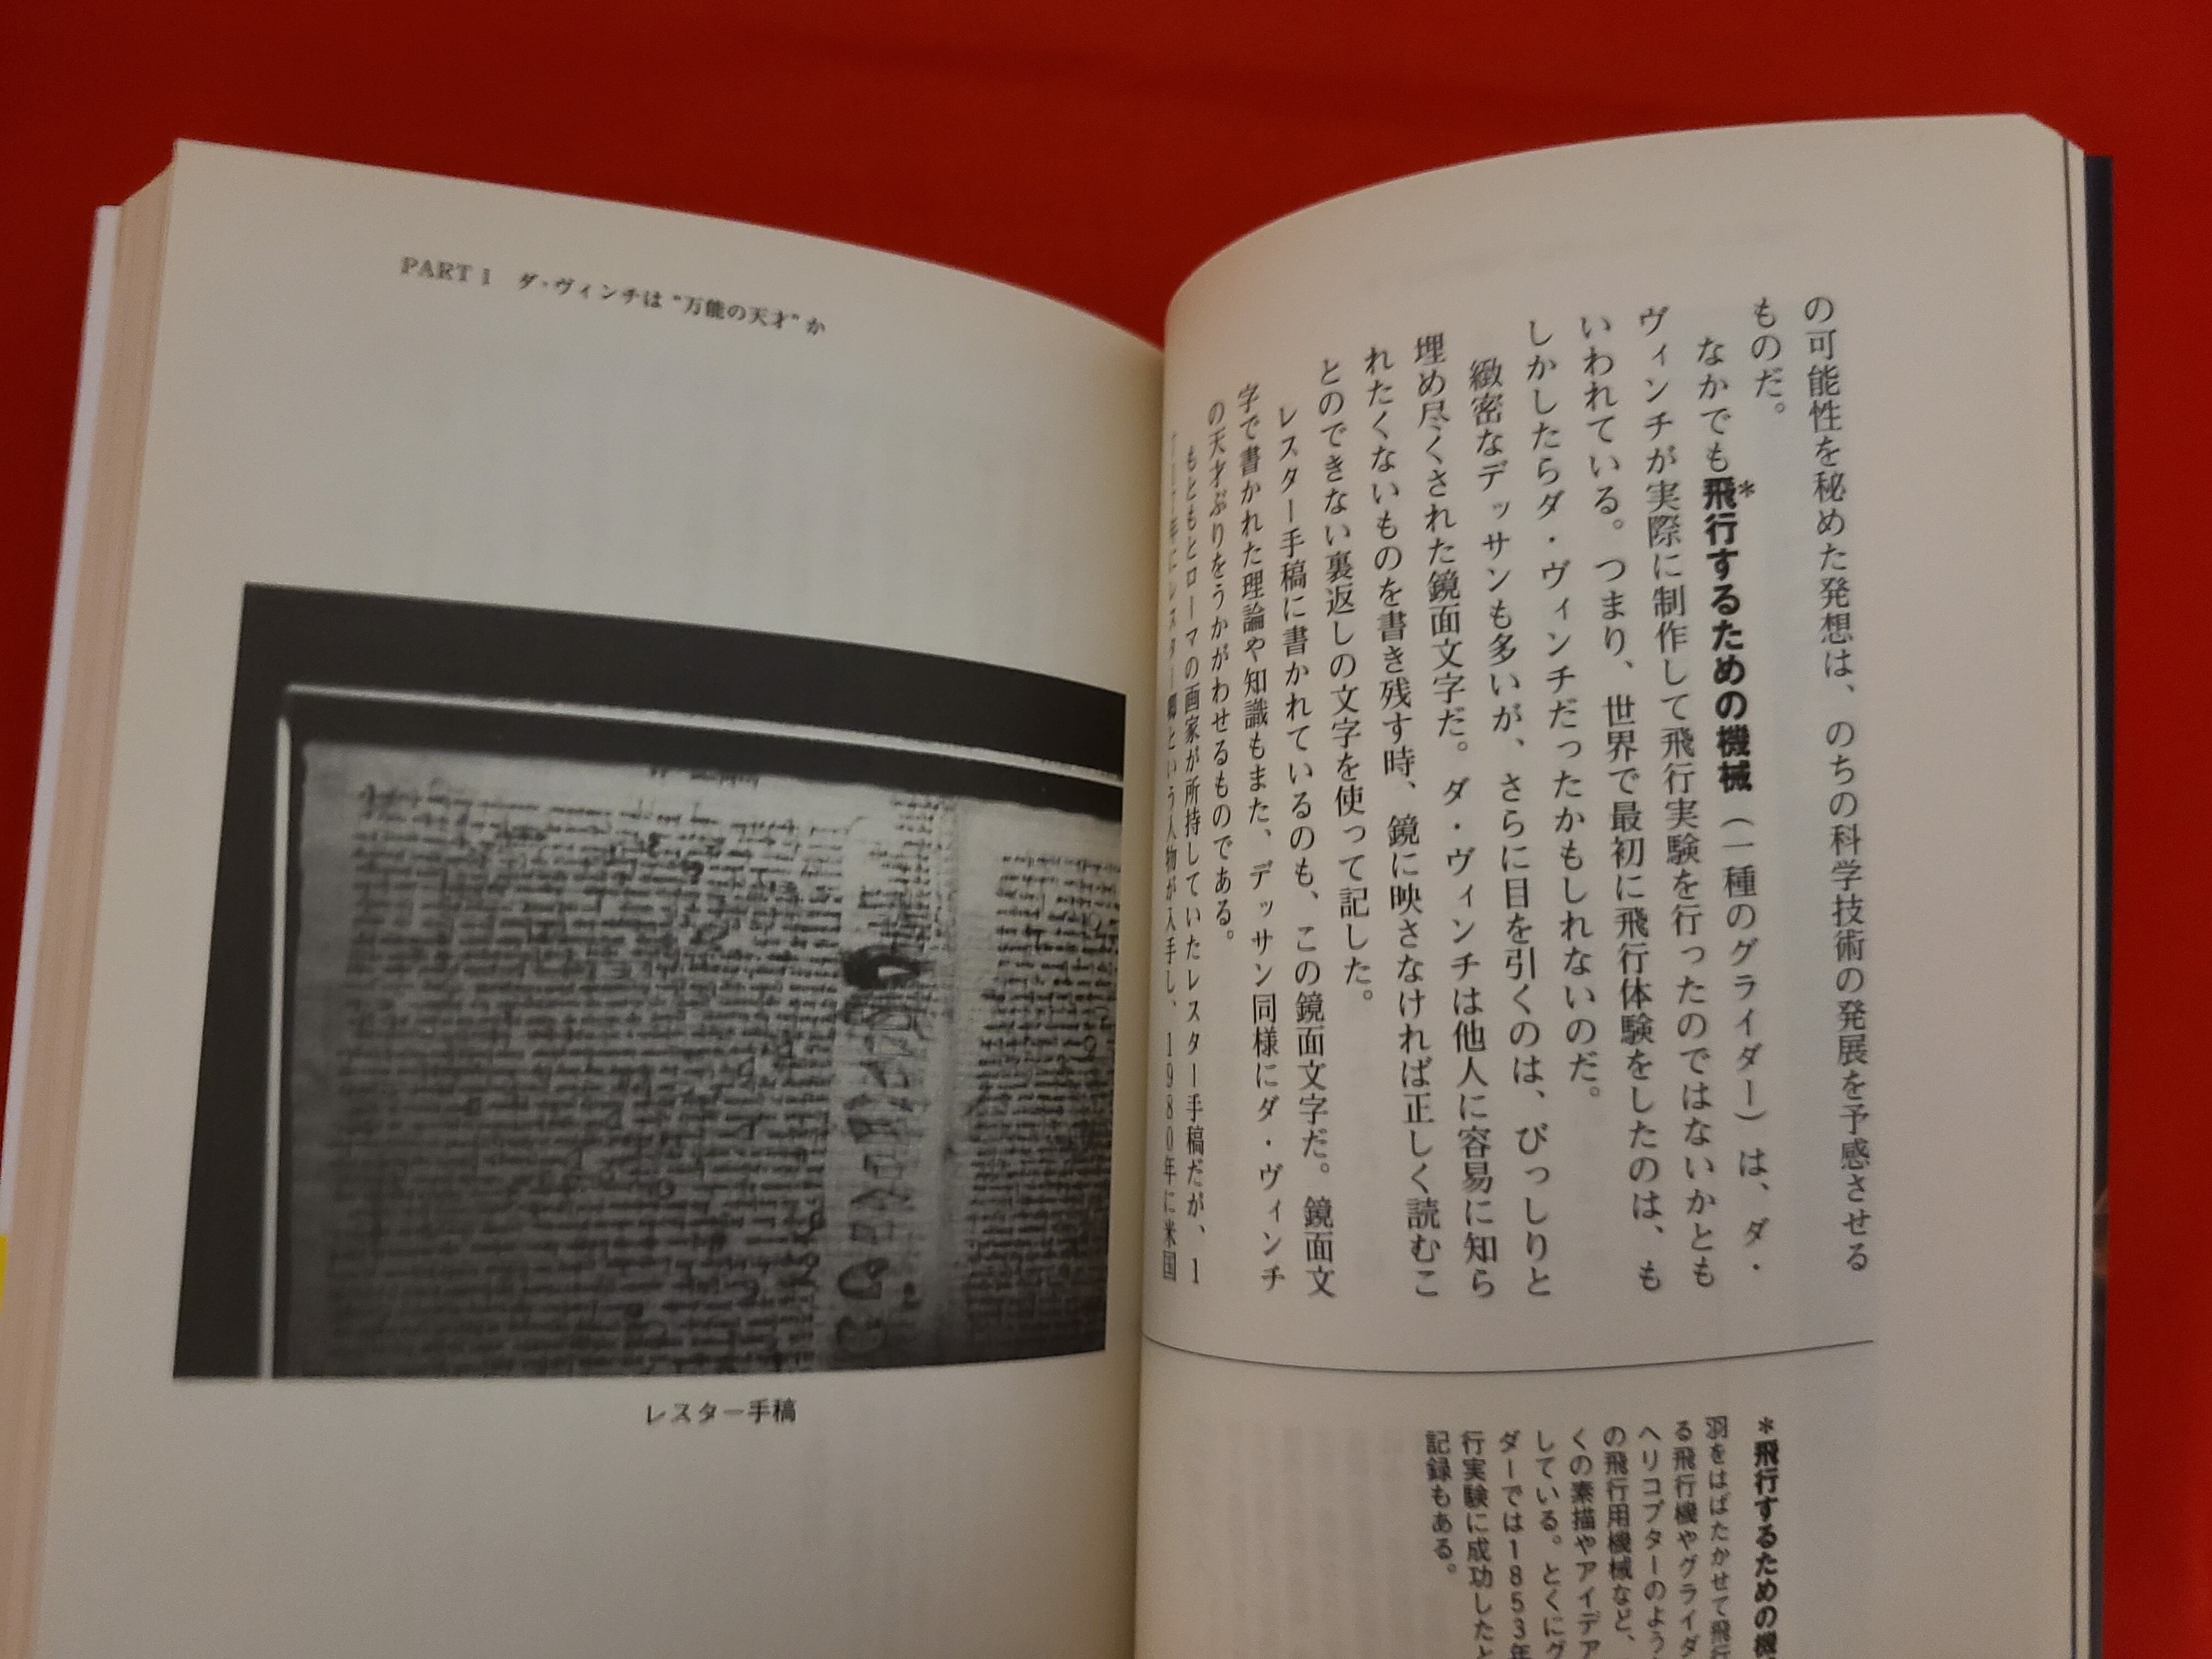 の可能性を秘めた発想は、のちの科学技術の発展を予感させる
ものだ。
なかでも飛行するための機械（一種のグライダー）は、ダ・
*
ヴィンチが実際に制作して飛行実験を行ったのではないかとも
いわれている。つまり、世界で最初に飛行体験をしたのは、も
しかしたらダ・ヴィンチだったかもしれないのだ。
緻密なデッサンも多いが、さらに目を引くのは、びっしりと
埋め尽くされた鏡面文字だ。ダ・ヴィンチは他人に容易に知ら
れたくないものを書き残す時、鏡に映さなければ正しく読むこ
とのできない裏返しの文字を使って記した。
レスター手稿に書かれているのも、この鏡面文字だ。鏡面文
字で書かれた理論や知識もまた、デッサン同様にダ・ヴィンチ
の天才ぶりをうかがわせるものである。
もともとローマの画家が所持していたレスター手稿だが、1
年にレスター卿という人物が入手し、1980年に米国
*飛行するための機
羽をはばたかせて飛行
る飛行機やグライダ
ヘリコプターのよう
の飛行用機械など、
くの素描やアイデア
している。とくにグ
ダーでは1853年
行実験に成功したと
記録もある。
PART 1 ダ・ヴィンチは“万能の天才”か
レスター手稿